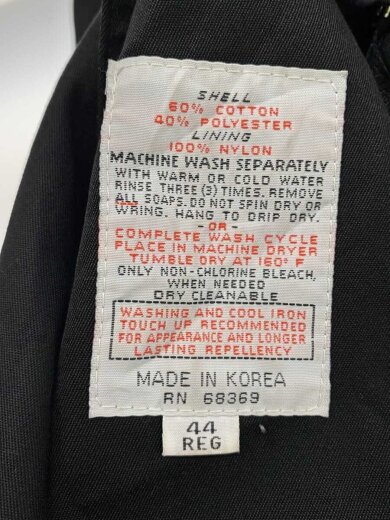 SHELL
60% COTTON
40% POLYESTER
LINING
100% NYLON
MACHINE WASH SEPARATELY
WITH WARM OR COLD WATER
RINSE THREE (3) TIMES. REMOVE
ALL SOAPS. DO NOT SPIN DRY OR
WRING. HANG TO DRIP DRY.
-OR-
COMPLETE WASH CYCLE
PLACE IN MACHINE DRYER
TUMBLE DRY AT 160° F
ONLY NON-CHLORINE BLEACH,
WHEN NEEDED
DRY CLEANABLE
WASHING AND COOL IRON
TOUCH UP RECOMMENDED
FOR APPEARANCE AND LONGER
LASTING REPELLENCY
MADE IN KOREA
RN 68369
44
REG